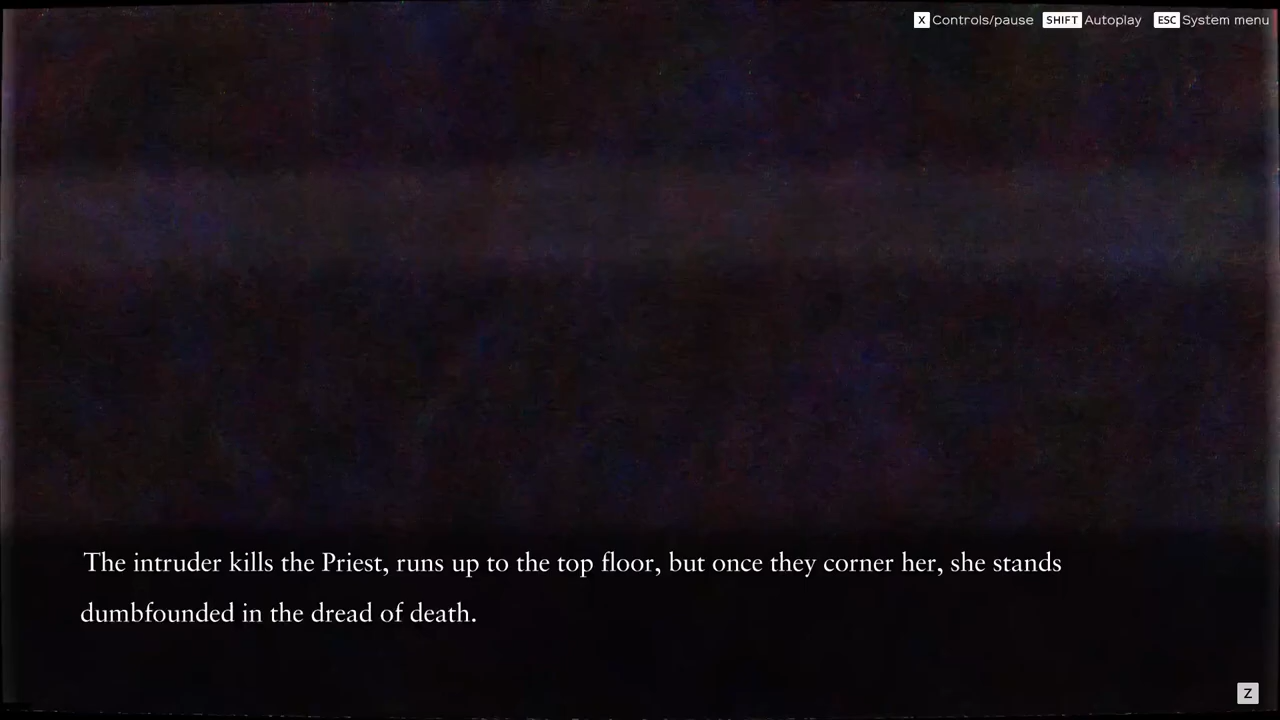 X Controls/pause SHIFT Autoplay ESC System menu
The intruder kills the Priest, runs up to the top floor, but once they corner her, she stands
dumbfounded in the dread of death.
Z